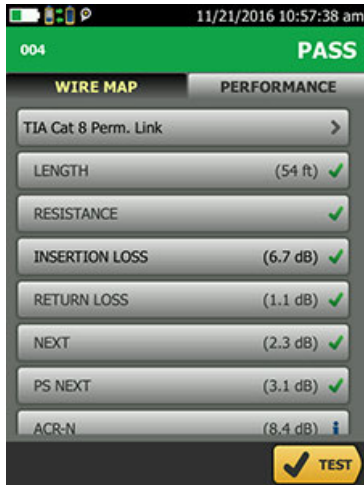 11/21/2016 10:57:38 am
004
PASS
WIRE MAP
PERFORMANCE
TIA Cat 8 Perm. Link
LENGTH (54 ft)
RESISTANCE
INSERTION LOSS (6.7 dB)
RETURN LOSS (1.1 dB)
NEXT (2.3 dB)
PS NEXT (3.1 dB)
ACR-N (8.4 dB) i
TEST